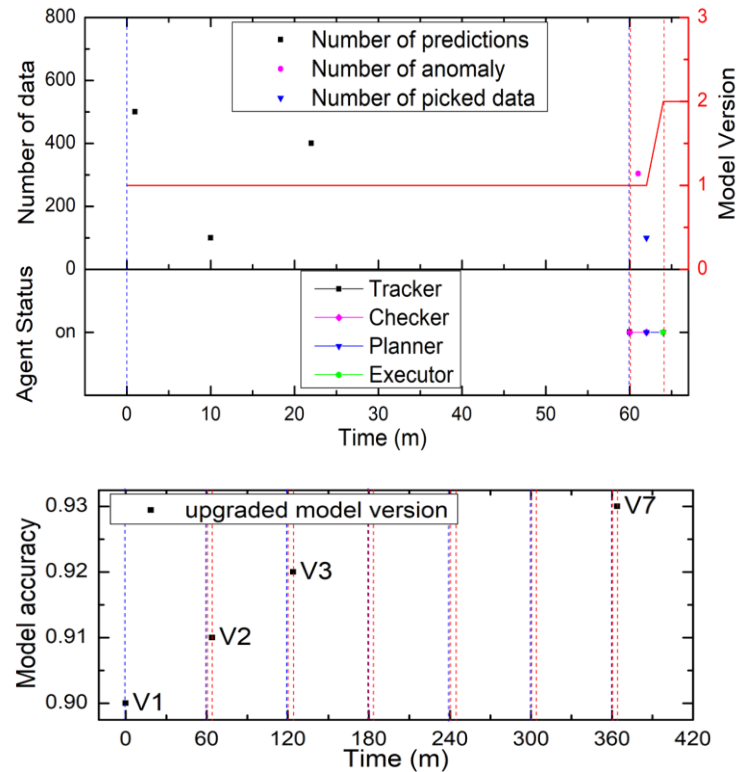 800
600
400
200
0
Number of data
Number of predictions
Number of anomaly
Number of picked data
3
2
1
0
Model Version
Agent Status
on
Tracker
Checker
Planner
Executor
0 10 20 30 40 50 60
Time (m)
0.93
0.92
0.91
0.90
Model accuracy
upgraded model version
V7
V3
V2
V1
0 60 120 180 240 300 360 420
Time (m)